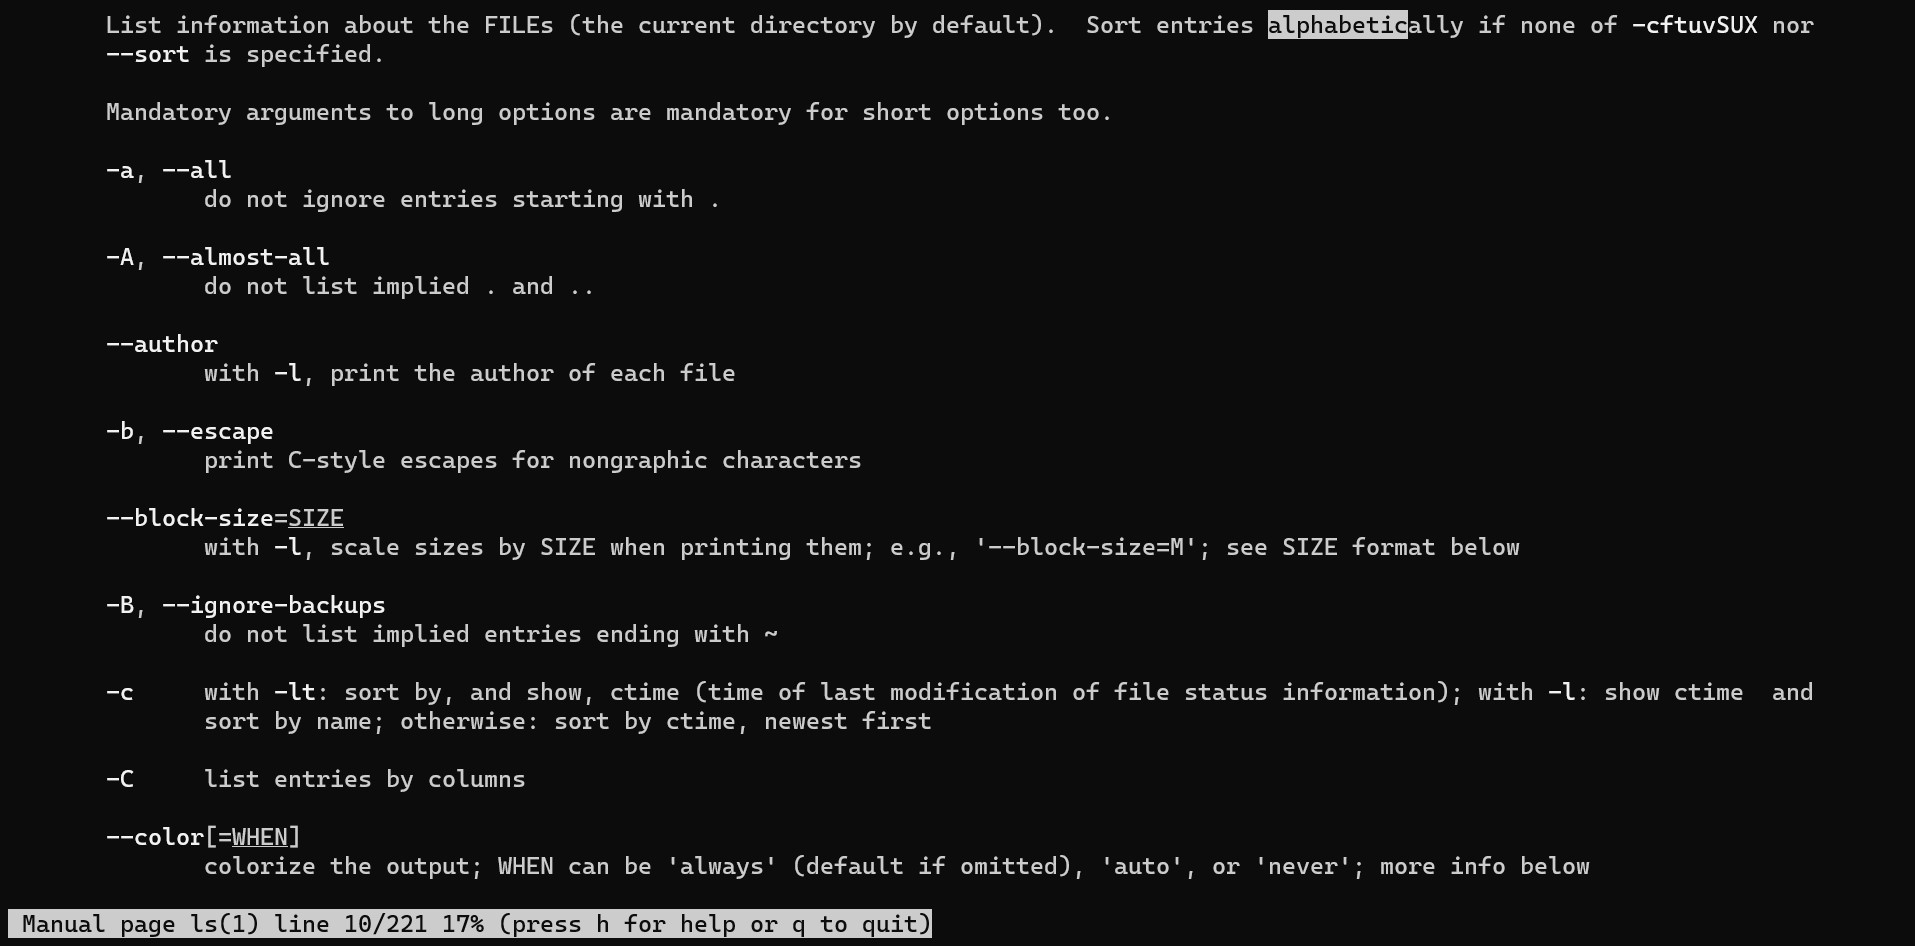 List information about the FILEs (the current directory by default).  Sort entries alphabetically if none of -cftuvSUX nor
--sort is specified.
Mandatory arguments to long options are mandatory for short options too.
-a, --all
do not ignore entries starting with .
-A, --almost-all
do not list implied . and ..
--author
with -l, print the author of each file
-b, --escape
print C-style escapes for nongraphic characters
--block-size=SIZE
with -l, scale sizes by SIZE when printing them; e.g., '--block-size=M'; see SIZE format below
-B, --ignore-backups
do not list implied entries ending with ~
-c     with -lt: sort by, and show, ctime (time of last modification of file status information); with -l: show ctime  and
sort by name; otherwise: sort by ctime, newest first
-C     list entries by columns
--color[=WHEN]
colorize the output; WHEN can be 'always' (default if omitted), 'auto', or 'never'; more info below
Manual page ls(1) line 10/221 17% (press h for help or q to quit)